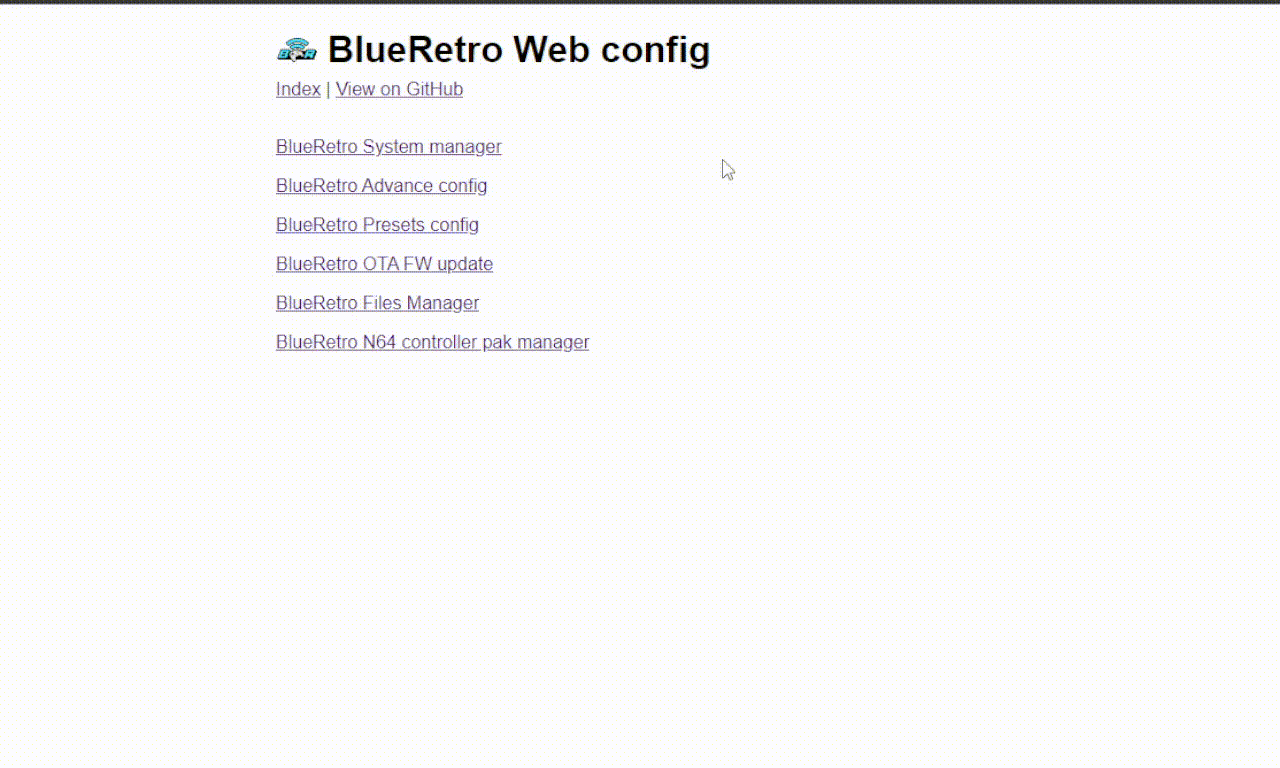 BlueRetro Web config
Index | View on GitHub
BlueRetro System manager
BlueRetro Advance config
BlueRetro Presets config
BlueRetro OTA FW update
BlueRetro Files Manager
BlueRetro N64 controller pak manager